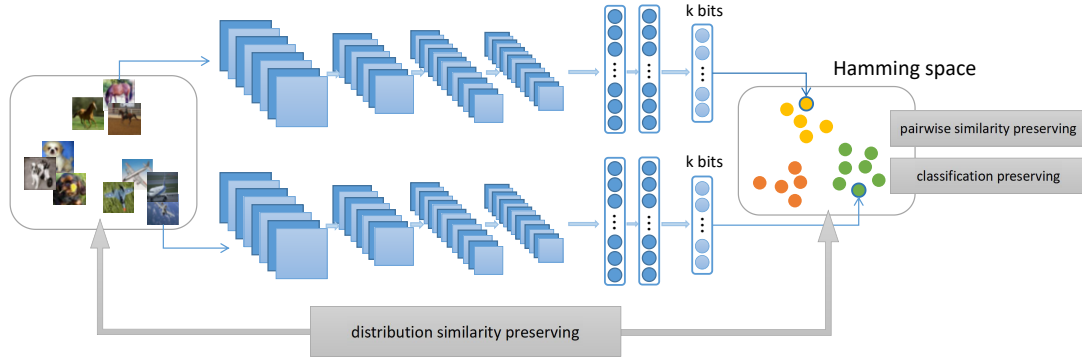 k bits
Hamming space
pairwise similarity preserving
k bits
classification preserving
distribution similarity preserving